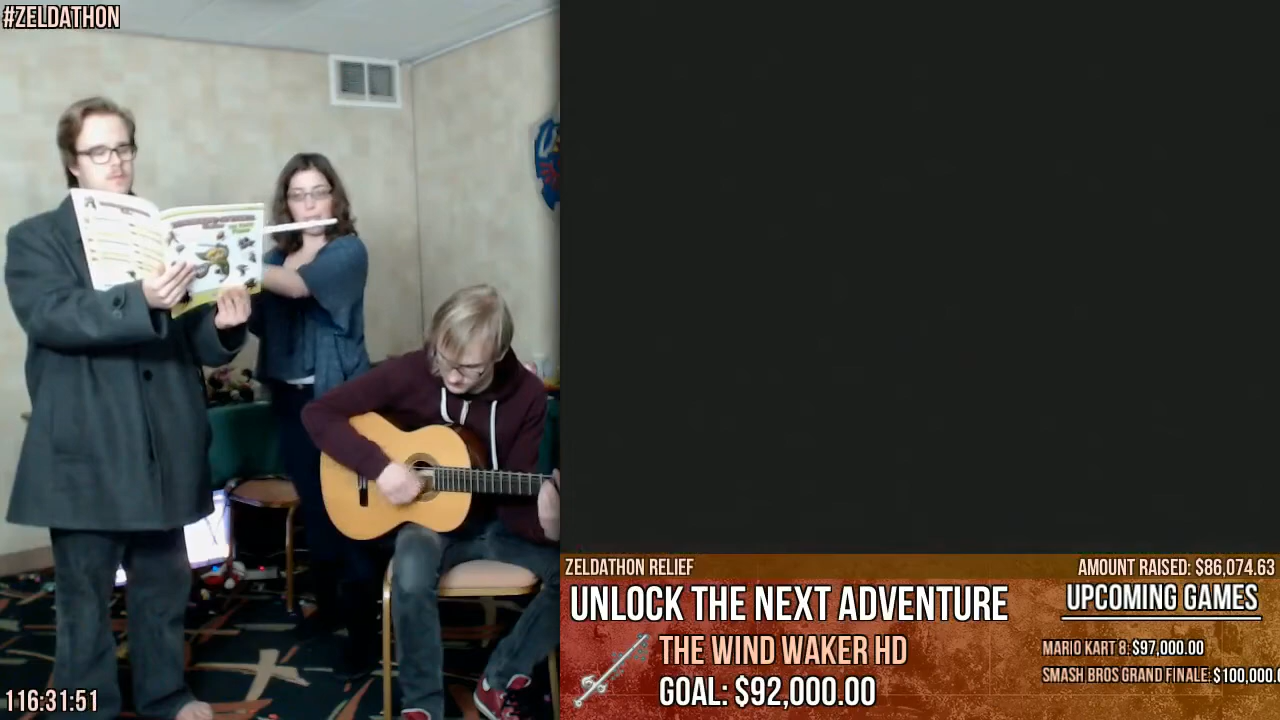 #ZELDATHON
116:31:51
ZELDATHON RELIEF
AMOUNT RAISED: $86,074.63
UNLOCK THE NEXT ADVENTURE
THE WIND WAKER HD
GOAL: $92,000.00
UPCOMING GAMES
MARIO KART 8: $97,000.00
SMASH BROS GRAND FINALE: $100,000.